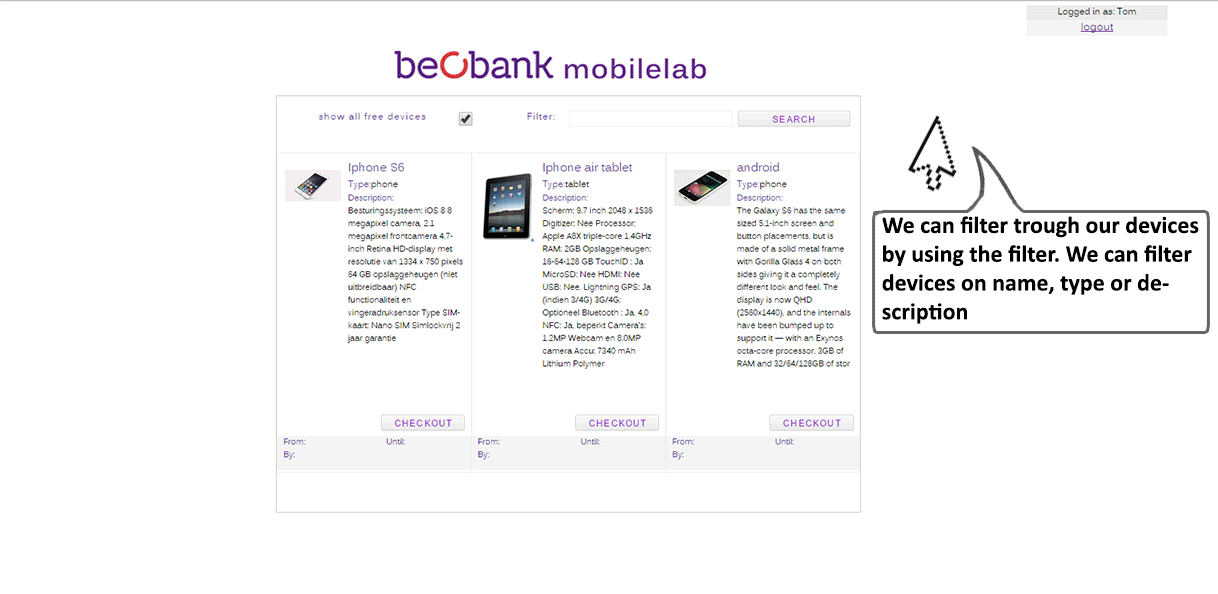 Logged in as: Tom
logout
beobank mobilelab
show all free devices
Filter:
SEARCH
Iphone S6
Type:phone
Description:
Besturingssysteem: iOS 8 8
megapixel camera, 2.1
megapixel frontcamera 4,7-
inch Retina HD-display met
resolutie van 1334 x 750 pixels
64 GB opslaggeheugen (niet
uitbreidbaar) NFC
functionaliteit en
vingerafdruksensor Type SIM-
kaart: Nano SIM Simlockvrij 2
jaar garantie
CHECKOUT
From:
Until:
By:
Iphone air tablet
Type:tablet
Description:
Scherm: 9.7 inch 2048 x 1536
Digitizer: Nee Processor:
Apple A8X triple-core 1.4GHz
RAM: 2GB Opslaggeheugen:
16-64-128 GB TouchID : Ja
MicroSD: Nee HDMI: Nee
USB: Nee, Lightning GPS: Ja
(indien 3/4G) 3G/4G:
Optioneel Bluetooth : Ja, 4.0
NFC: Ja, beperkt Camera's:
1.2MP Webcam en 8.0MP
camera Accu: 7340 mAh
Lithium Polymer
CHECKOUT
From:
Until:
By:
android
Type:phone
Description:
The Galaxy S6 has the same
sized 5.1-inch screen and
button placements, but is
made of a solid metal frame
with Gorilla Glass 4 on both
sides giving it a completely
different look and feel. The
display is now QHD
(2560x1440), and the internals
have been bumped up to
support it — with an Exynos
octa-core processor, 3GB of
RAM and 32/64/128GB of stor
CHECKOUT
From:
Until:
By:
We can filter trough our devices
by using the filter. We can filter
devices on name, type or de-
scription